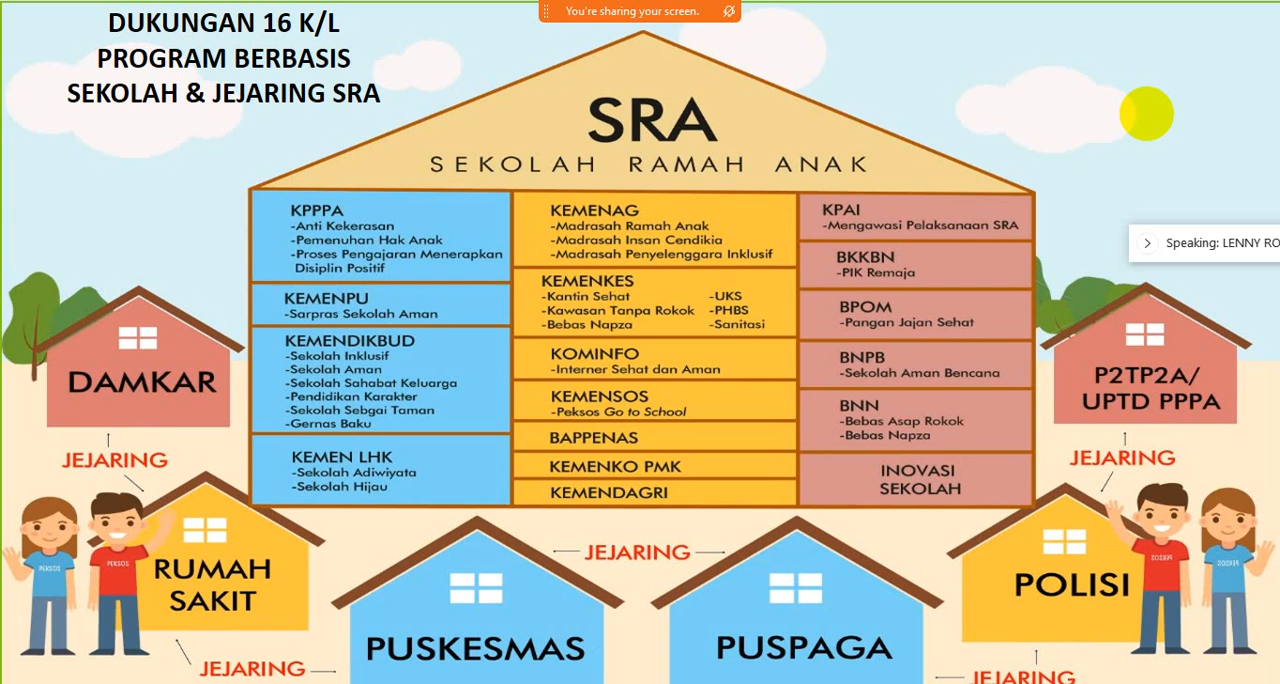 You're sharing your screen.
DUKUNGAN 16 K/L
PROGRAM BERBASIS
SEKOLAH & JEJARING SRA
SRA
SEKOLAH RAMAH ANAK
KPPPA
-Anti Kekerasan
-Pemenuhan Hak Anak
-Proses Pengajaran Menerapkan
Disiplin Positif
KEMENPU
-Sarpras Sekolah Aman
KEMENDIKBUD
-Sekolah Inklusif
-Sekolah Aman
-Sekolah Sahabat Keluarga
-Pendidikan Karakter
-Sekolah Sebgai Taman
-Gernas Baku
KEMEN LHK
-Sekolah Adiwiyata
-Sekolah Hijau
KEMENAG
-Madrasah Ramah Anak
-Madrasah Insan Cendikia
-Madrasah Penyelenggara Inklusif
KEMENKES
-Kantin Sehat -UKS
-Kawasan Tanpa Rokok -PHBS
-Bebas Napza -Sanitasi
KOMINFO
-Interner Sehat dan Aman
KEMENSOS
-Peksos Go to School
BAPPENAS
KEMENKO PMK
KEMENDAGRI
KPAI
-Mengawasi Pelaksanaan SRA
BKKBN
-PIK Remaja
BPOM
-Pangan Jajan Sehat
BNPB
-Sekolah Aman Bencana
BNN
-Bebas Asap Rokok
-Bebas Napza
INOVASI
SEKOLAH
Speaking: LENNY RO
DAMKAR
JEJARING
RUMAH
SAKIT
PEKSOS
PEKSOS
JEJARING
PUSKESMAS
JEJARING
PUSPAGA
JEJARING
POLISI
JEJARING
P2TP2A/
UPTD PPPA